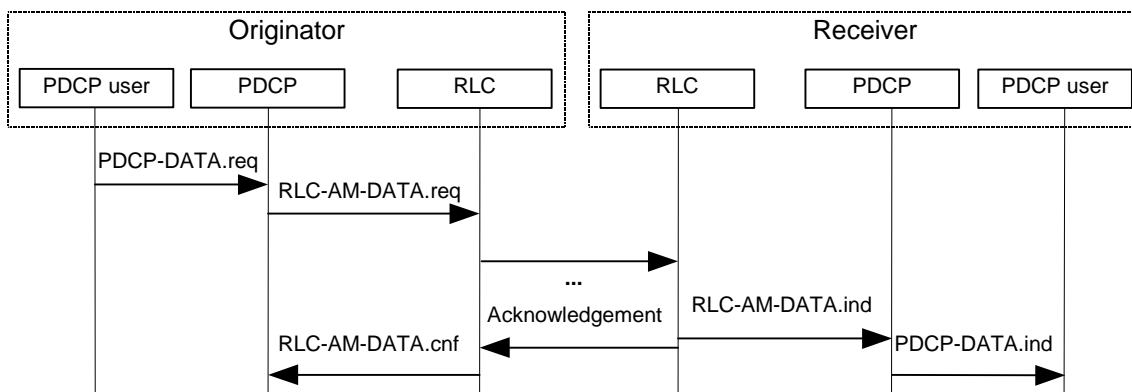 Originator
Receiver
PDCP user
PDCP
RLC
RLC
PDCP
PDCP user
PDCP-DATA.req
RLC-AM-DATA.req
...
Acknowledgement
RLC-AM-DATA.ind
RLC-AM-DATA.cnf
PDCP-DATA.ind